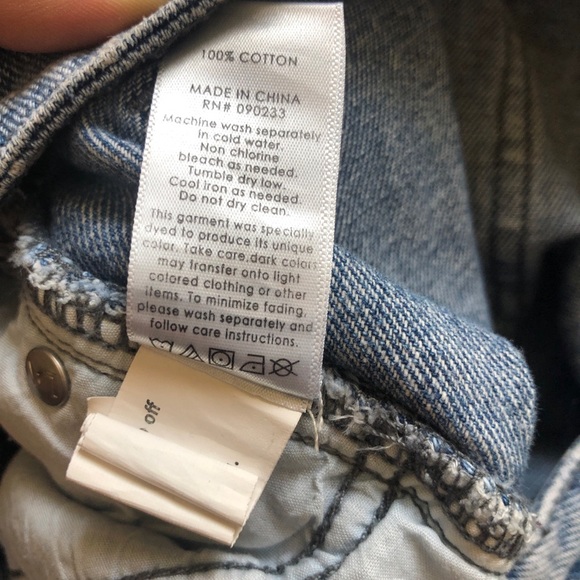 100% COTTON
MADE IN CHINA
RN# 090233
Machine wash separately
in cold water.
Non chlorine
bleach as needed.
Tumble dry low.
Cool iron as needed.
Do not dry clean.
This garment was specially
dyed to produce its unique
color. Take care, dark colors
may transfer onto light
colored clothing or other
items. To minimize fading,
please wash separately and
follow care instructions.
off